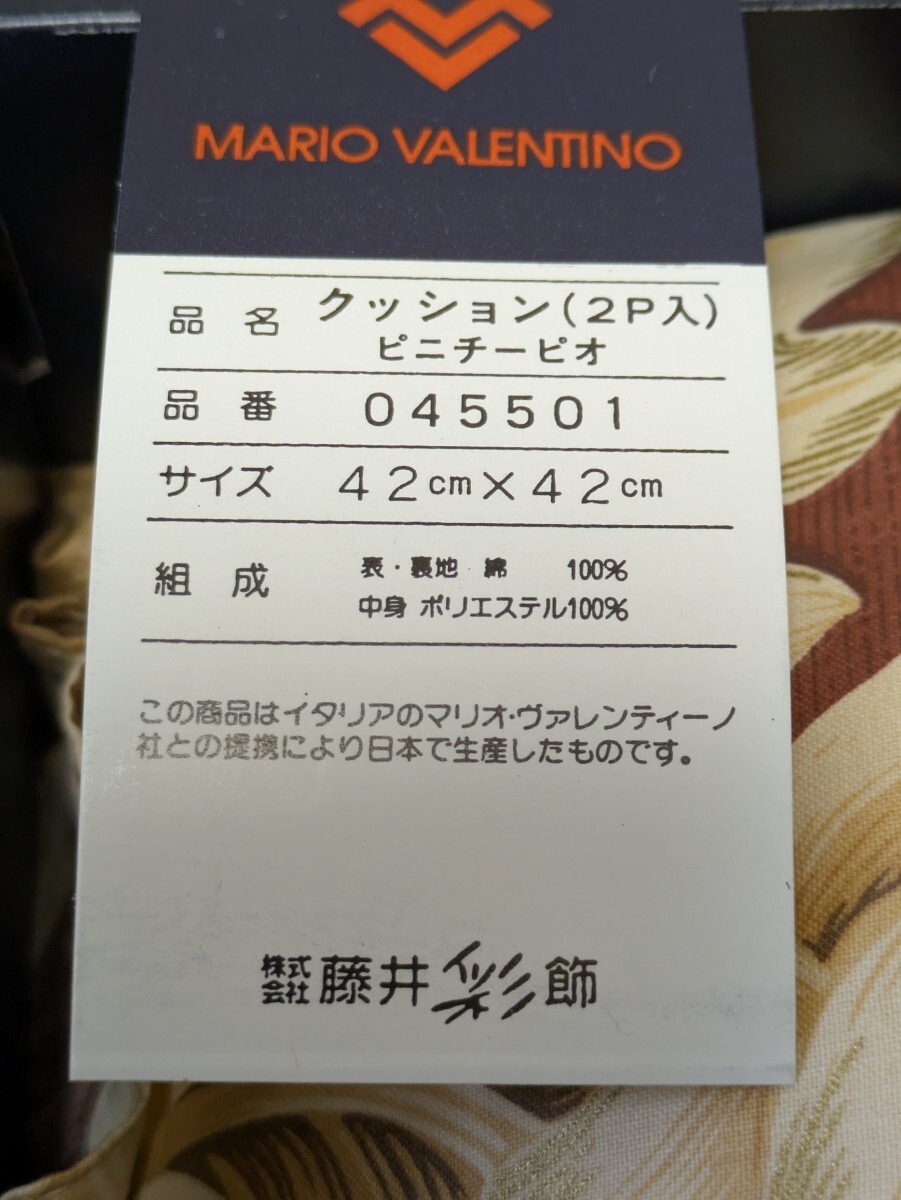 MARIO VALENTINO
品名 クッション(2P入)
ピニチーピオ
品番 045501
サイズ 42cm×42cm
組成 表・裏地 綿 100%
中身 ポリエステル100%
この商品はイタリアのマリオ・ヴァレンティーノ
社との提携により日本で生産したものです。
株式会社 藤井彩飾